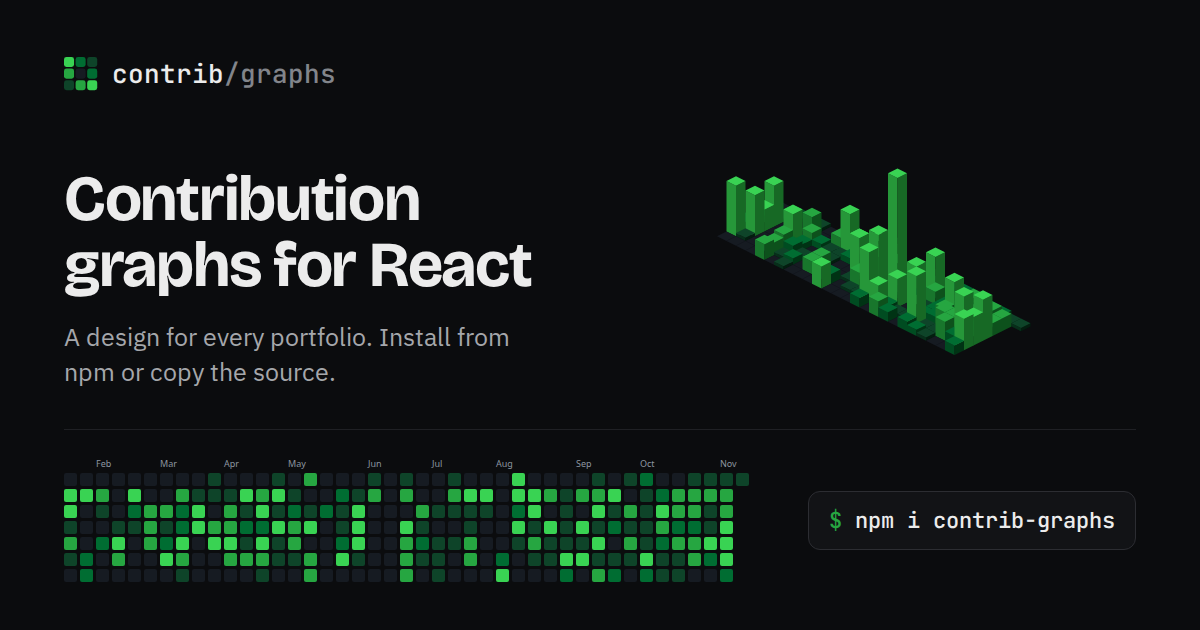 contrib/graphs
Contribution
graphs for React
A design for every portfolio. Install from
npm or copy the source.
Feb Mar Apr May Jun Jul Aug Sep Oct Nov
$ npm i contrib-graphs